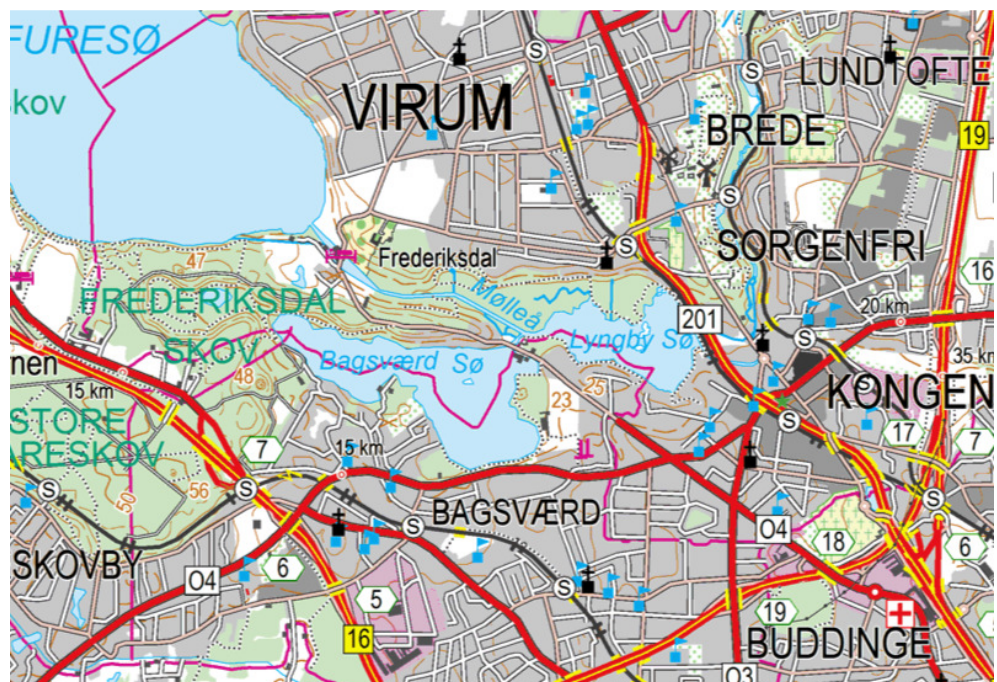 FURESØ
skov
VIRUM
LUNDTOFTE
BREDE
19
SORGENFRI
Frederiksdal
47
16
FREDERIKSDAL
SKOV
Mølleå
201
20 km
Lyngby Sø
Bagsværd Sø
nen
35 km
15 km
48
25
23
KONGEN
STORE
ARESKOV
7
15 km
17
7
56
50
BAGSVÆRD
O4
18
6
SKOVBY
O4
6
5
19
16
BUDDINGE
O3
S
S
S
S
S
S
S
S
S
S
S